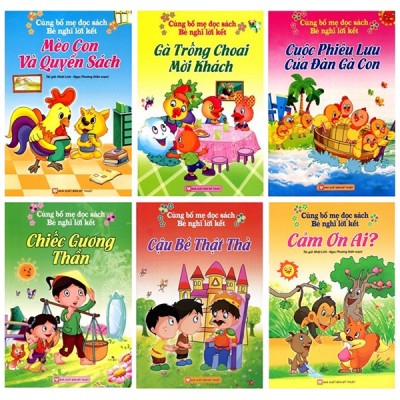 Cùng bố mẹ đọc sách
Bé nghĩ lời kết
Mèo Con
Và Quyển Sách
Cùng bố mẹ đọc sách
Bé nghĩ lời kết
Gà Trống Choai
Mời Khách
Cùng bố mẹ đọc sách
Bé nghĩ lời kết
Cuộc Phiêu Lưu
Của Đàn Gà Con
Cùng bố mẹ đọc sách
Bé nghĩ lời kết
Chiếc Gương
Thần
Cùng bố mẹ đọc sách
Bé nghĩ lời kết
Cậu Bé Thật Thà
Cùng bố mẹ đọc sách
Bé nghĩ lời kết
Cảm Ơn Ai?